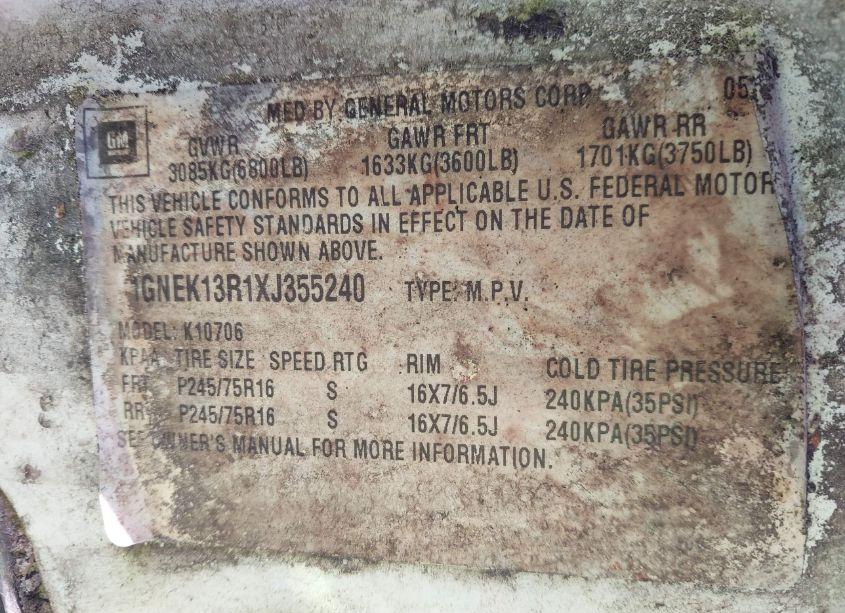 GM
MFD BY GENERAL MOTORS CORP 05
GVWR GAWR FRT GAWR RR
3085KG(6800LB) 1633KG(3600LB) 1701KG(3750LB)
THIS VEHICLE CONFORMS TO ALL APPLICABLE U.S. FEDERAL MOTOR
VEHICLE SAFETY STANDARDS IN EFFECT ON THE DATE OF
MANUFACTURE SHOWN ABOVE.
1GNEK13R1XJ355240 TYPE: M.P.V.
MODEL: K10706
KPAA TIRE SIZE SPEED RTG RIM COLD TIRE PRESSURE
FRT P245/75R16 S 16X7/6.5J 240KPA(35PSI)
RR P245/75R16 S 16X7/6.5J 240KPA(35PSI)
SEE OWNER'S MANUAL FOR MORE INFORMATION.